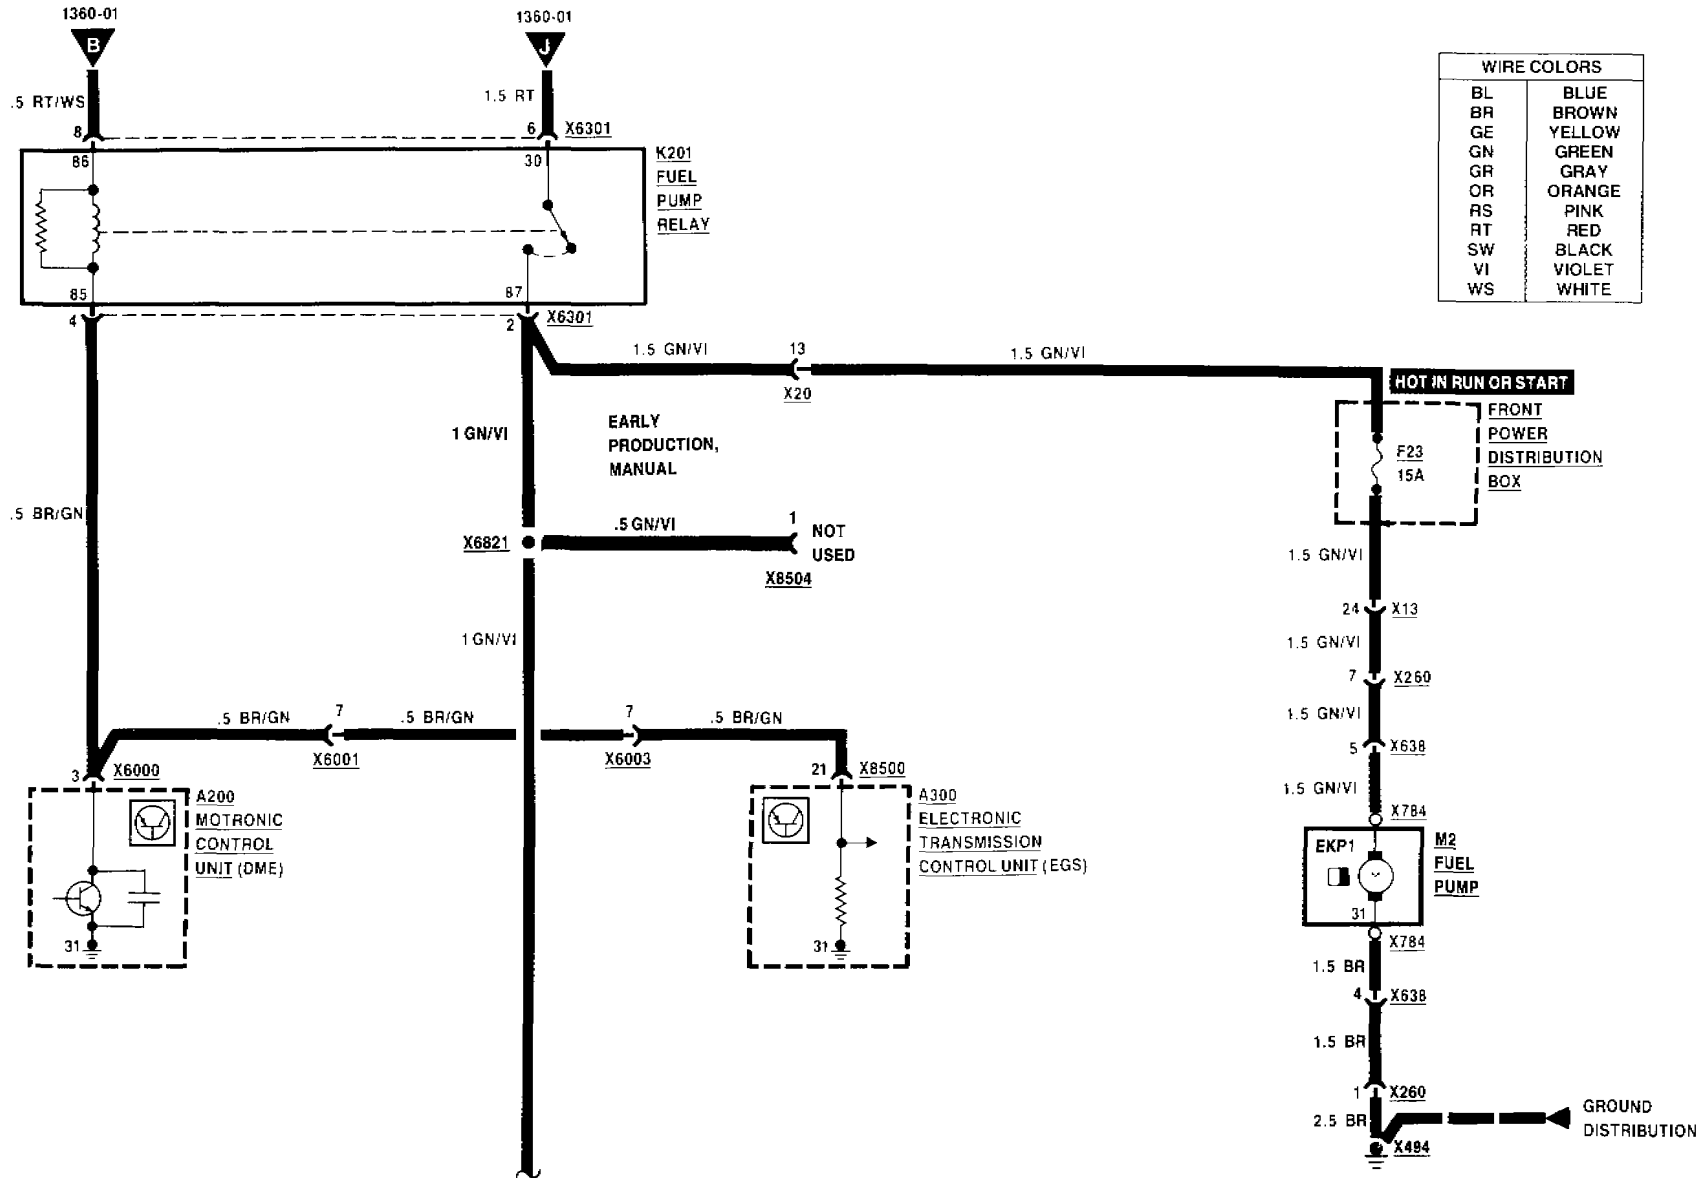 1360-01
1360-01
B
J
.5 RT/WS
1.5 RT
8
6
X6301
86
30
K201
FUEL
PUMP
RELAY
85
87
4
2
X6301
WIRE COLORS
BL BLUE
BR BROWN
GE YELLOW
GN GREEN
GR GRAY
OR ORANGE
RS PINK
RT RED
SW BLACK
VI VIOLET
WS WHITE
1.5 GN/VI
13
1.5 GN/VI
X20
HOT IN RUN OR START
FRONT
POWER
DISTRIBUTION
BOX
F23
15A
1 GN/VI
EARLY
PRODUCTION,
MANUAL
.5 BR/GN
.5 GN/VI
1
NOT
USED
X6821
X8504
1.5 GN/VI
24
X13
1 GN/VI
1.5 GN/VI
7
X260
.5 BR/GN
7
.5 BR/GN
7
.5 BR/GN
1.5 GN/VI
X6001
X6003
5
X638
3
X6000
21
X8500
1.5 GN/VI
X784
A200
MOTRONIC
CONTROL
UNIT (DME)
31
A300
ELECTRONIC
TRANSMISSION
CONTROL UNIT (EGS)
31
EKP1
M2
FUEL
PUMP
31
X784
1.5 BR
4
X638
1.5 BR
1
X260
2.5 BR
GROUND
DISTRIBUTION
X494